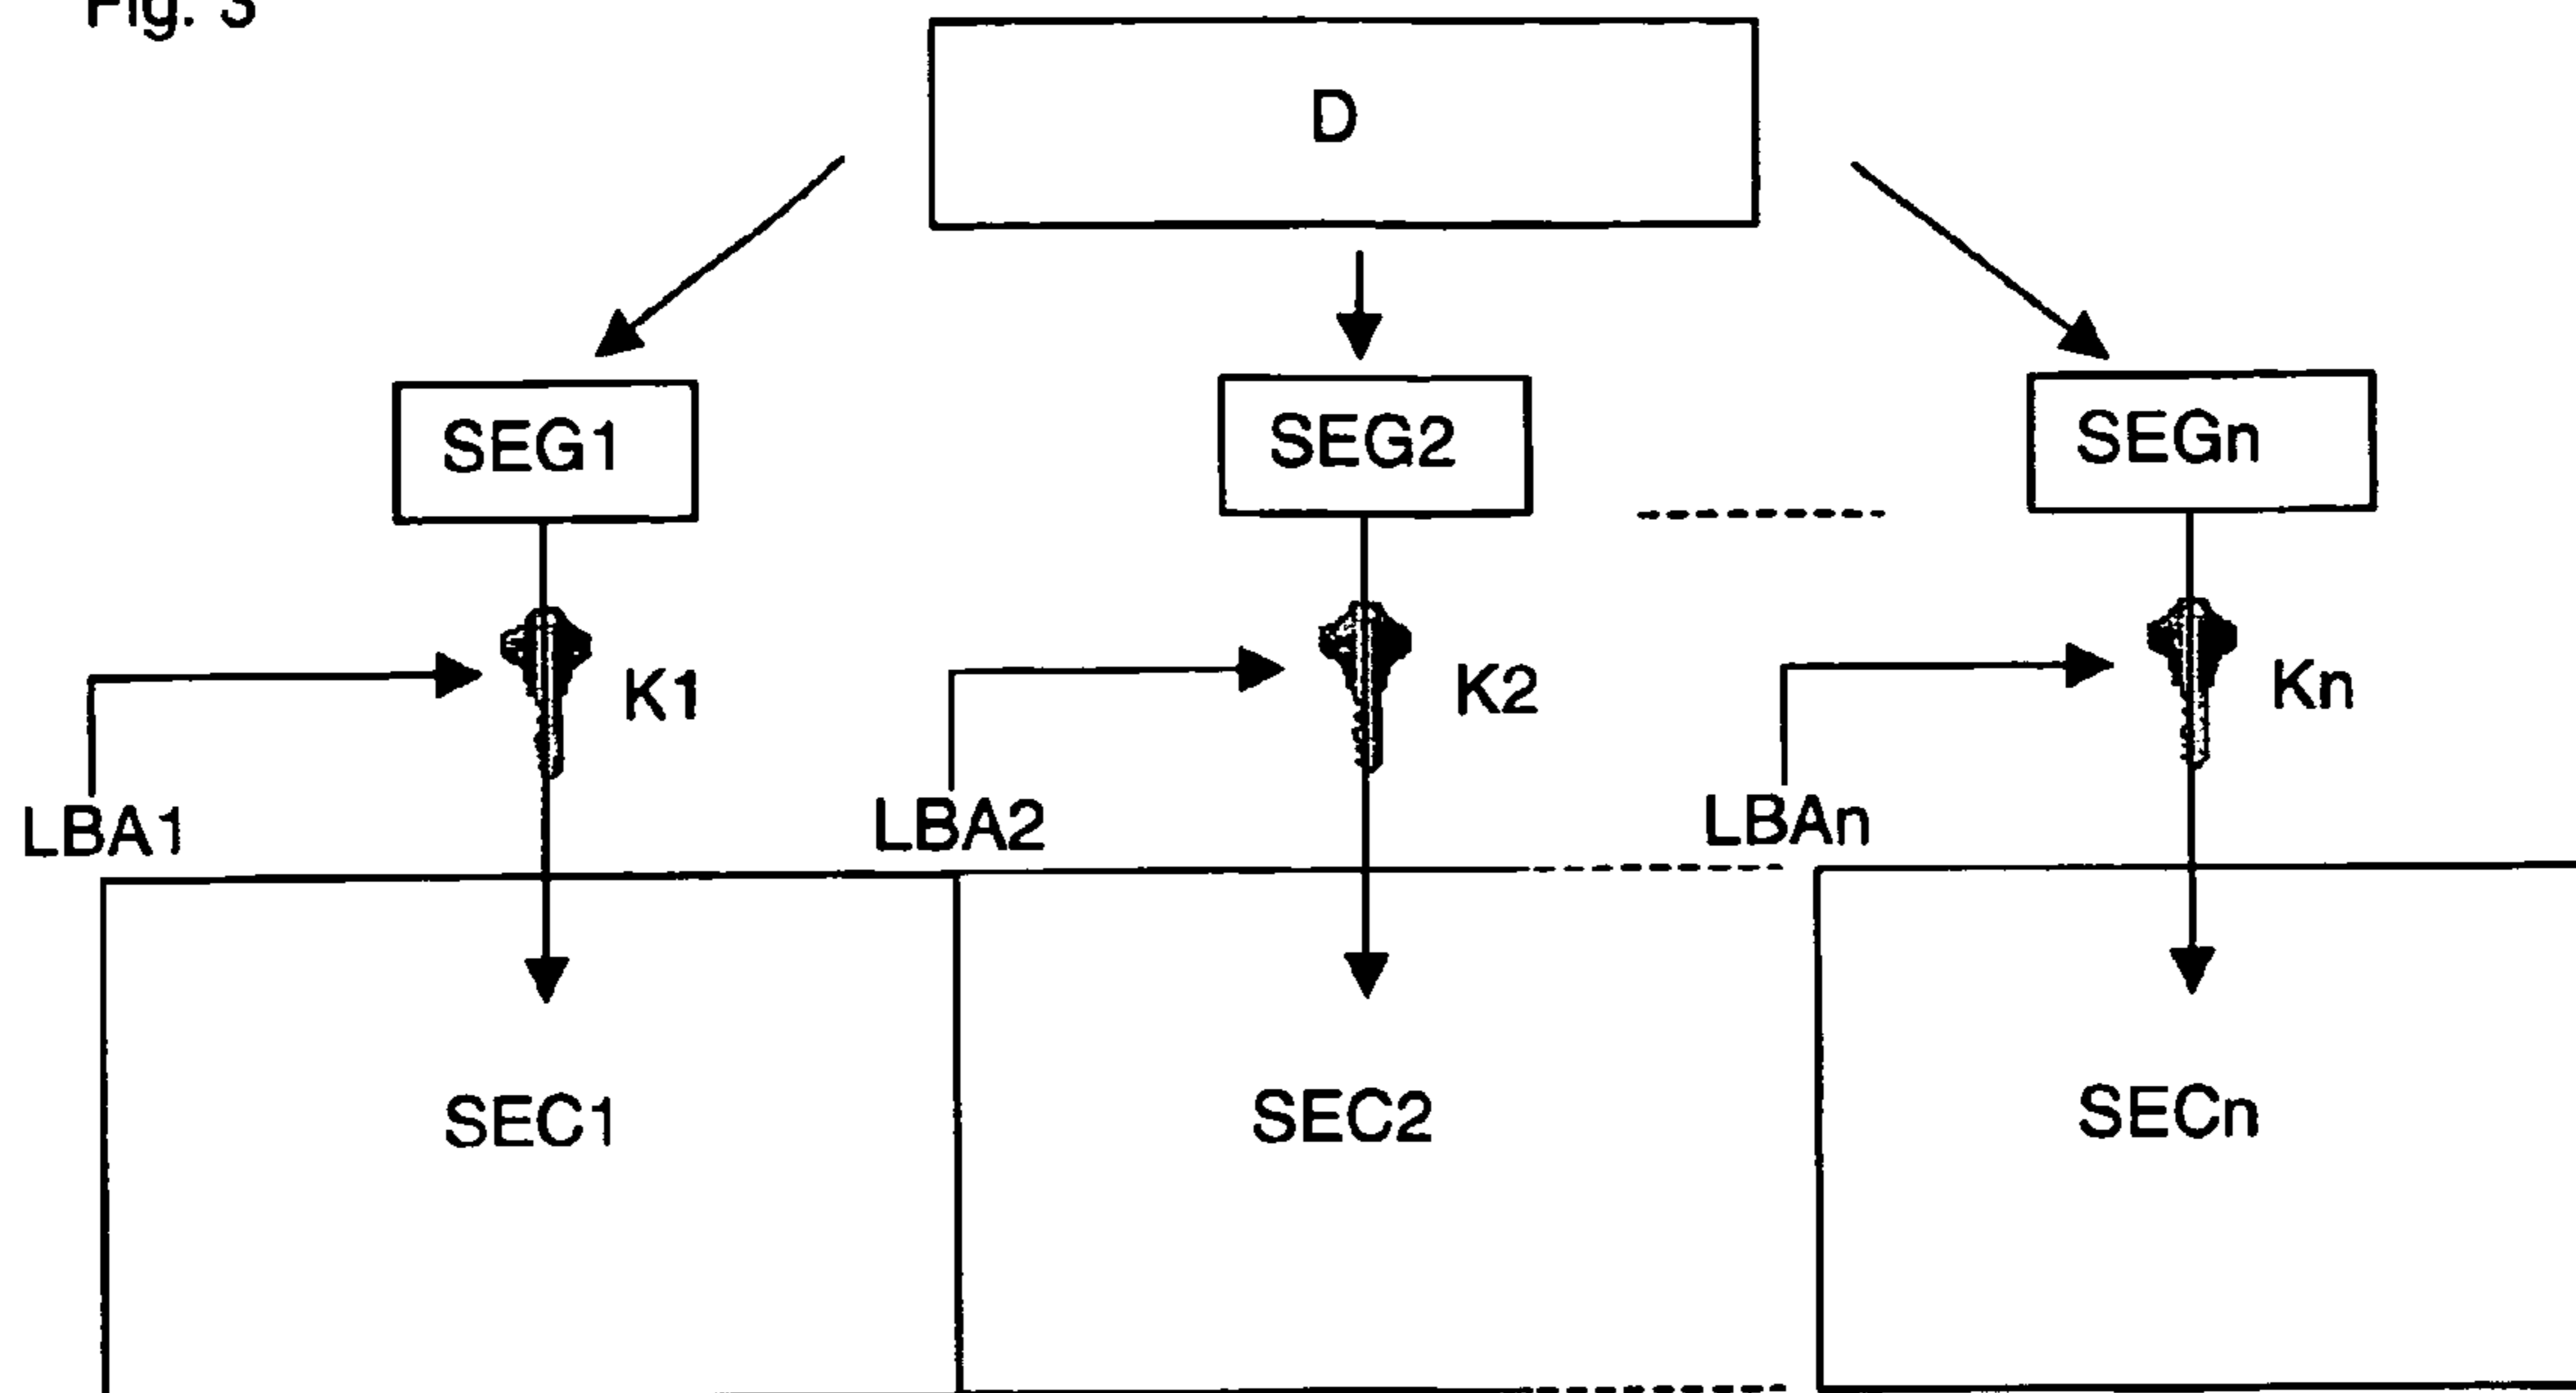 Fig. 3
D
SEG1 SEG2 SEGn
K1 K2 Kn
LBA1 LBA2 LBAn
SEC1 SEC2 SECn